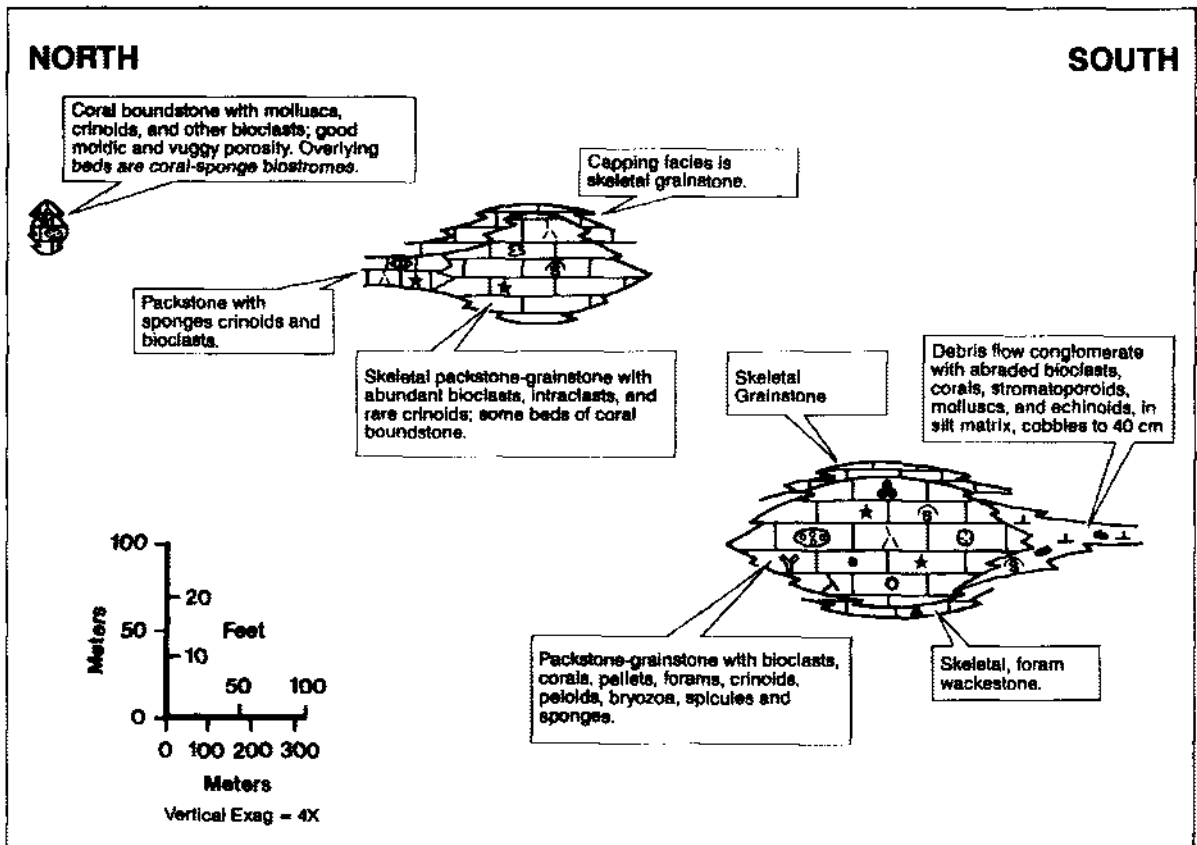 NORTH
SOUTH
Coral boundstone with molluscs,
crinoids, and other bioclasts; good
moldic and vuggy porosity. Overlying
beds are coral-sponge biostromes.
Capping facies is
skeletal grainstone.
Packstone with
sponges crinoids and
bioclasts.
Skeletal packstone-grainstone with
abundant bioclasts, intraclasts, and
rare crinoids; some beds of coral
boundstone.
Skeletal
Grainstone
Debris flow conglomerate
with abraded bioclasts,
corals, stromatoporoids,
molluscs, and echinoids, in
silt matrix, cobbles to 40 cm
Packstone-grainstone with bioclasts,
corals, pellets, forams, crinoids,
peloids, bryozoa, spicules and
sponges.
Skeletal, foram
wackestone.
100
50
0
Meters
20
10
Feet
50 100
0 100 200 300
Meters
Vertical Exag = 4X